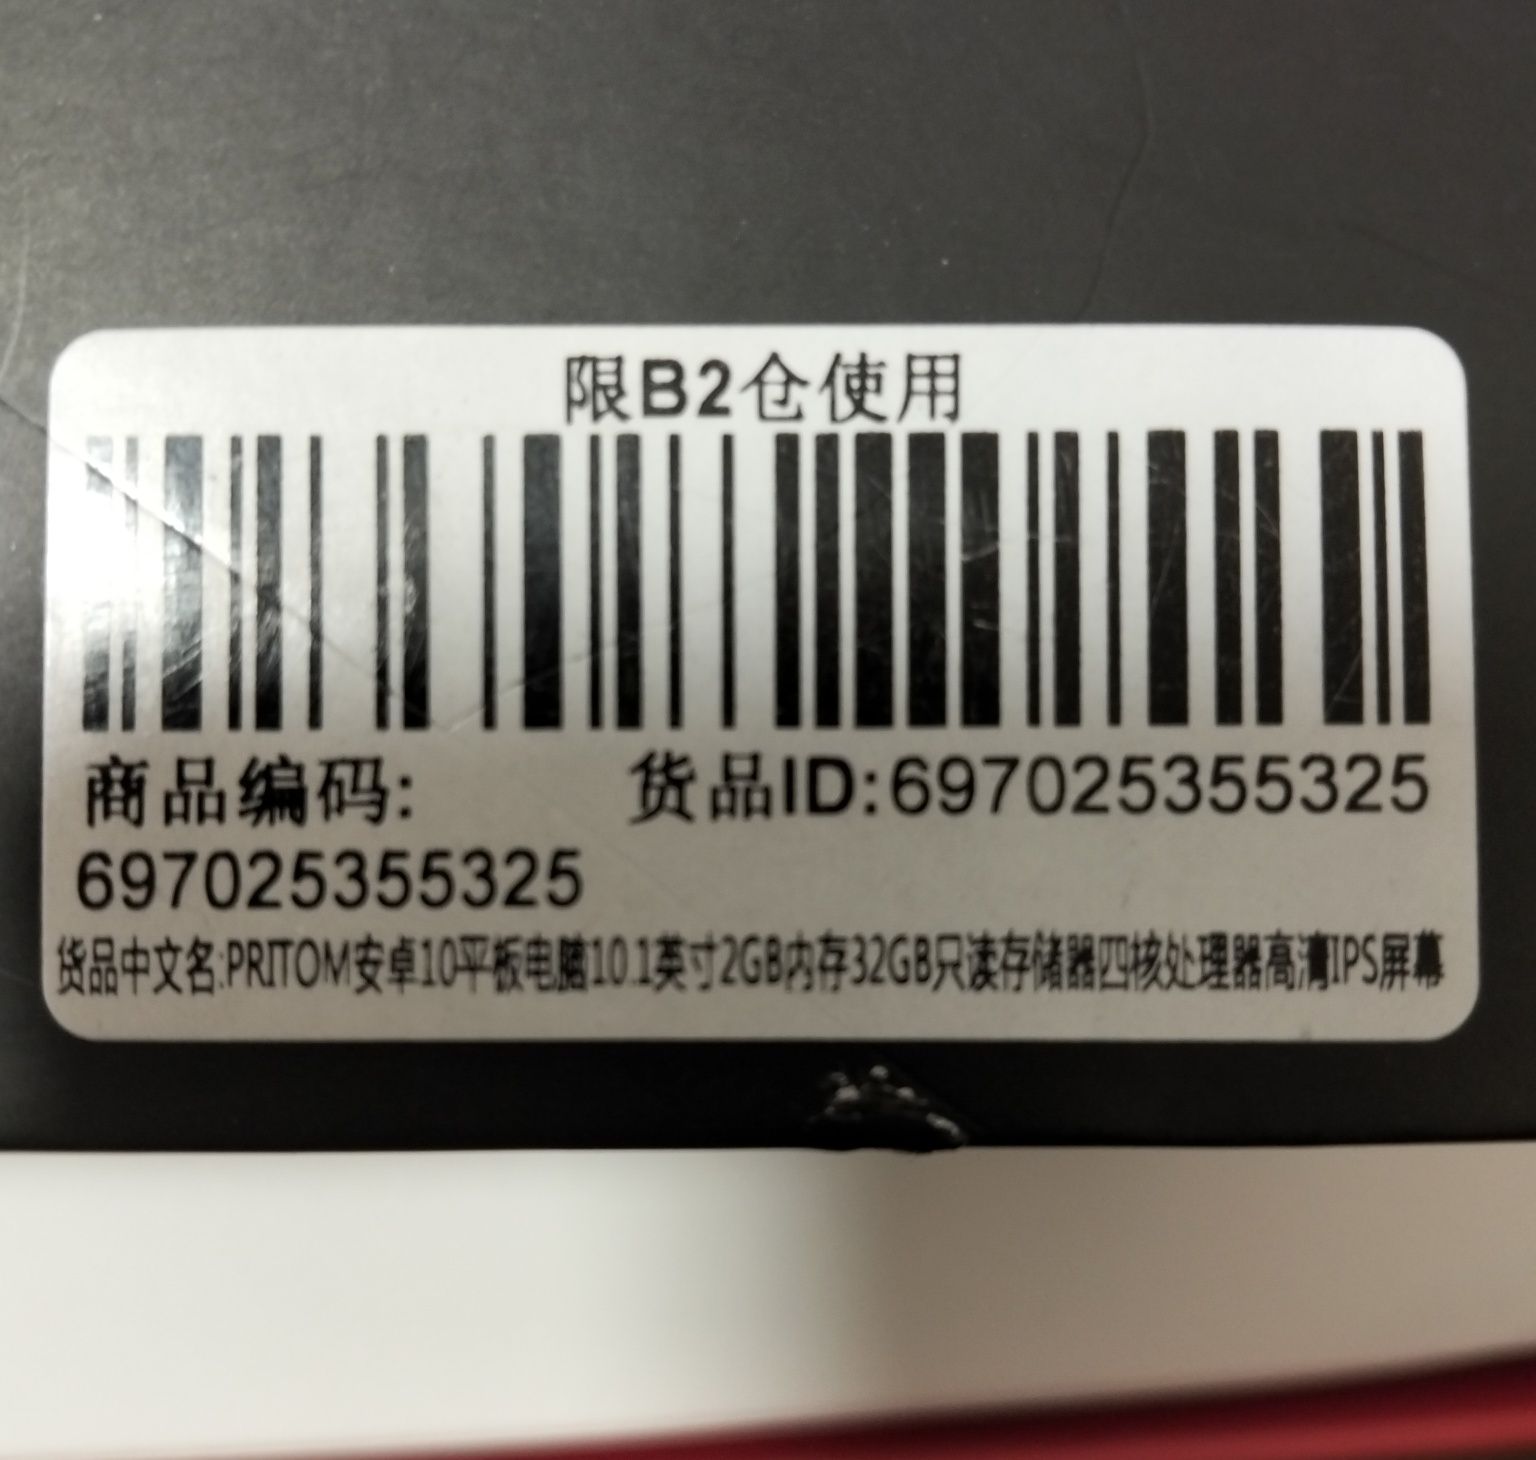 限B2仓使用
商品编码: 货品ID:697025355325
697025355325
货品中文名:PRITOM安卓10平板电脑10.1英寸2GB内存32GB只读存储器四核处理器高清IPS屏幕